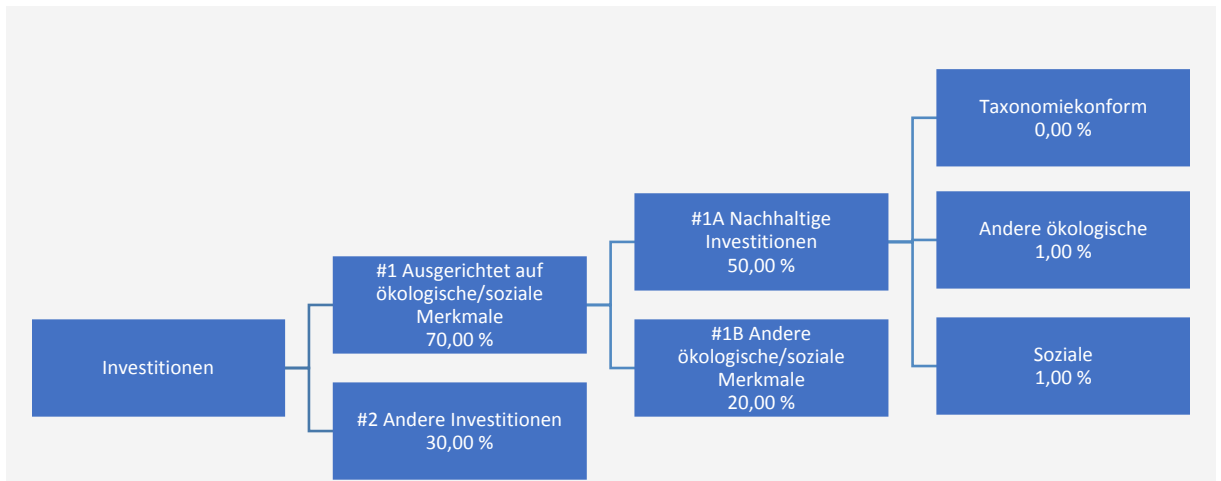 Investitionen
#1 Ausgerichtet auf
ökologische/soziale
Merkmale
70,00 %
#2 Andere Investitionen
30,00 %
#1A Nachhaltige
Investitionen
50,00 %
#1B Andere
ökologische/soziale
Merkmale
20,00 %
Taxonomiekonform
0,00 %
Andere ökologische
1,00 %
Soziale
1,00 %